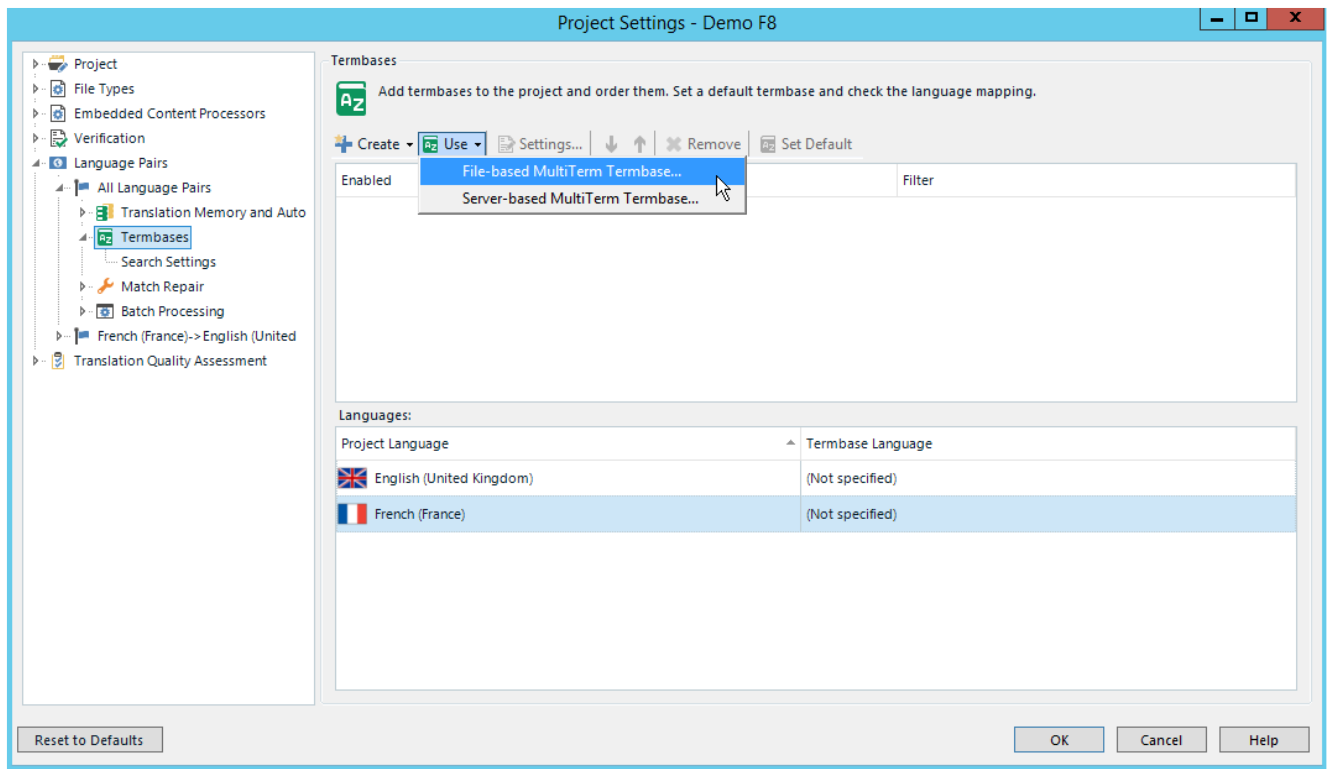 Project Settings - Demo F8
Project
File Types
Embedded Content Processors
Verification
Language Pairs
All Language Pairs
Translation Memory and Auto
Termbases
Search Settings
Match Repair
Batch Processing
French (France)->English (United
Translation Quality Assessment
Termbases
Add termbases to the project and order them. Set a default termbase and check the language mapping.
Create Use Settings... Remove Set Default
File-based MultiTerm Termbase...
Server-based MultiTerm Termbase...
Enabled Filter
Languages:
Project Language Termbase Language
English (United Kingdom) (Not specified)
French (France) (Not specified)
Reset to Defaults OK Cancel Help